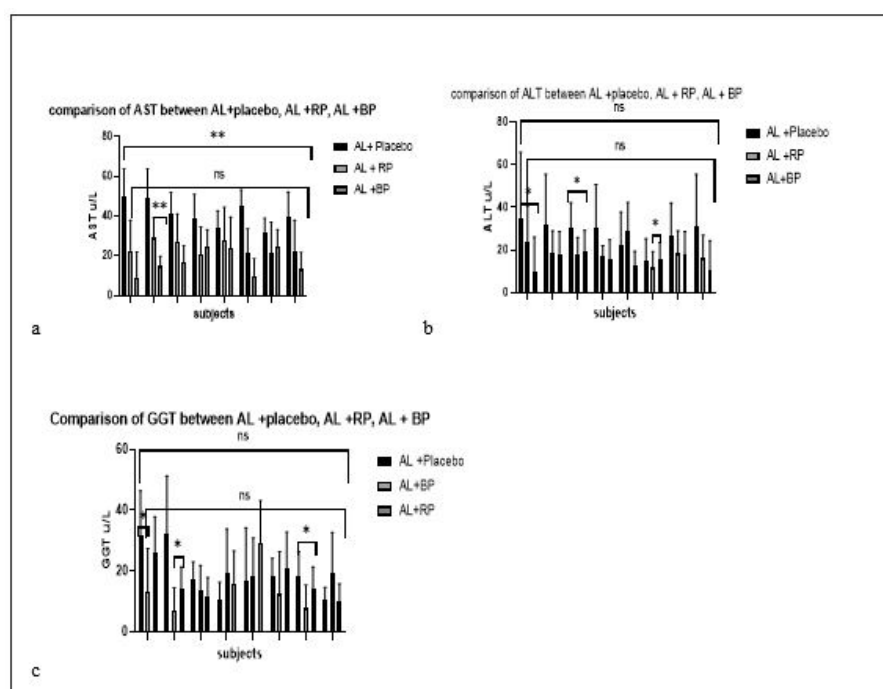 comparison of AST between AL+placebo, AL +RP, AL +BP
**
80
60
40
20
0
AST u/L
ns
**
subjects
AL+ Placebo
AL + RP
AL +BP
a
comparison of ALT between AL +placebo, AL + RP, AL + BP
ns
80
60
40
20
0
ALT u/L
ns
*
*
*
subjects
AL +Placebo
AL +RP
AL+BP
b
Comparison of GGT between AL +placebo, AL +RP, AL + BP
ns
60
40
20
0
GGT u/L
ns
*
*
*
subjects
AL +Placebo
AL+BP
AL+RP
c